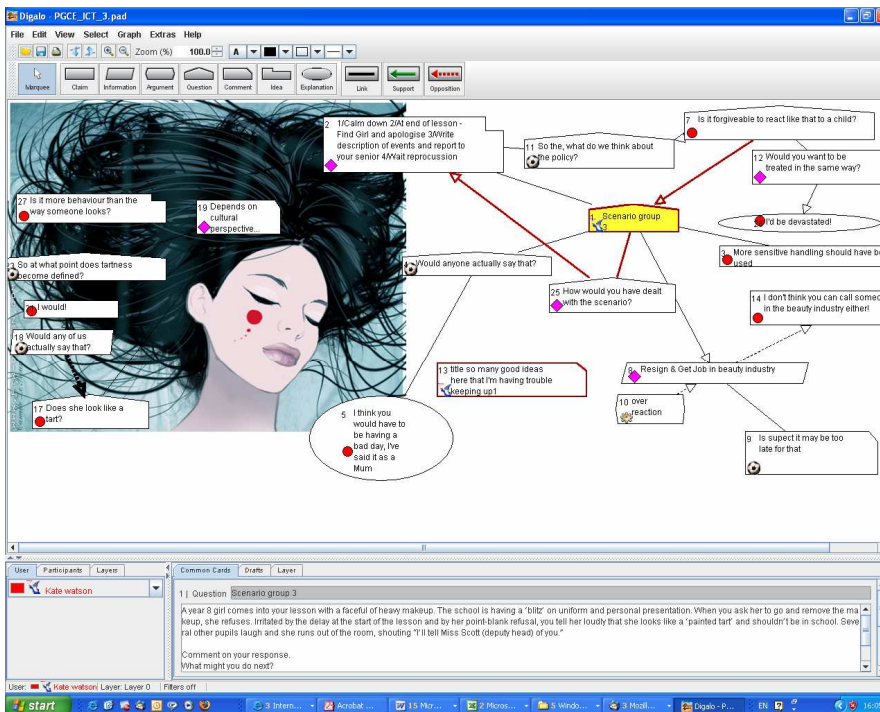 Digalo - PGCE_ICT_3.pad
File Edit View Select Graph Extras Help
Zoom (%) 100.0 A
Marquee Claim Information Argument Question Comment Idea Explanation Link Support Opposition
2 1/Calm down 2/At end of lesson -
Find Girl and apologise 3/Write
description of events and report to
your senior 4/Wait reprocussion
11 So the, what do we think about
the policy?
7 Is it forgiveable to react like that to a child?
12 Would you want to be
treated in the same way?
I'd be devastated!
27 Is it more behaviour than the
way someone looks?
19 Depends on
cultural
perspective...
1 Scenario group
3
3 More sensitive handling should have be
used
So at what point does tartness
become defined?
Would anyone actually say that?
25 How would you have dealt
with the scenario?
14 I don't think you can call someo
in the beauty industry either!
I would!
18 Would any of us
actually say that?
13 title so many good ideas
here that I'm having trouble
keeping up1
8 Resign & Get Job in beauty industry
10 over
reaction
17 Does she look like a
tart?
5 I think you
would have to
be having a
bad day, I've
said it as a
Mum
9 Is supect it may be too
late for that
User Participants Layers
Kate watson
Common Cards Drafts Layer
1 | Question Scenario group 3
A year 8 girl comes into your lesson with a faceful of heavy makeup. The school is having a 'blitz' on uniform and personal presentation. When you ask her to go and remove the ma
keup, she refuses. Irritated by the delay at the start of the lesson and by her point-blank refusal, you tell her loudly that she looks like a 'painted tart' and shouldn't be in school. Seve
ral other pupils laugh and she runs out of the room, shouting "I'll tell Miss Scott (deputy head) of you."
Comment on your response.
What might you do next?
User: Kate watson Layer: Layer 0 Filters off
start 3 Intern... Acrobat ... 15 Micr... 2 Micros... 5 Windo... 3 Mozill... Digalo - P... EN 16:05